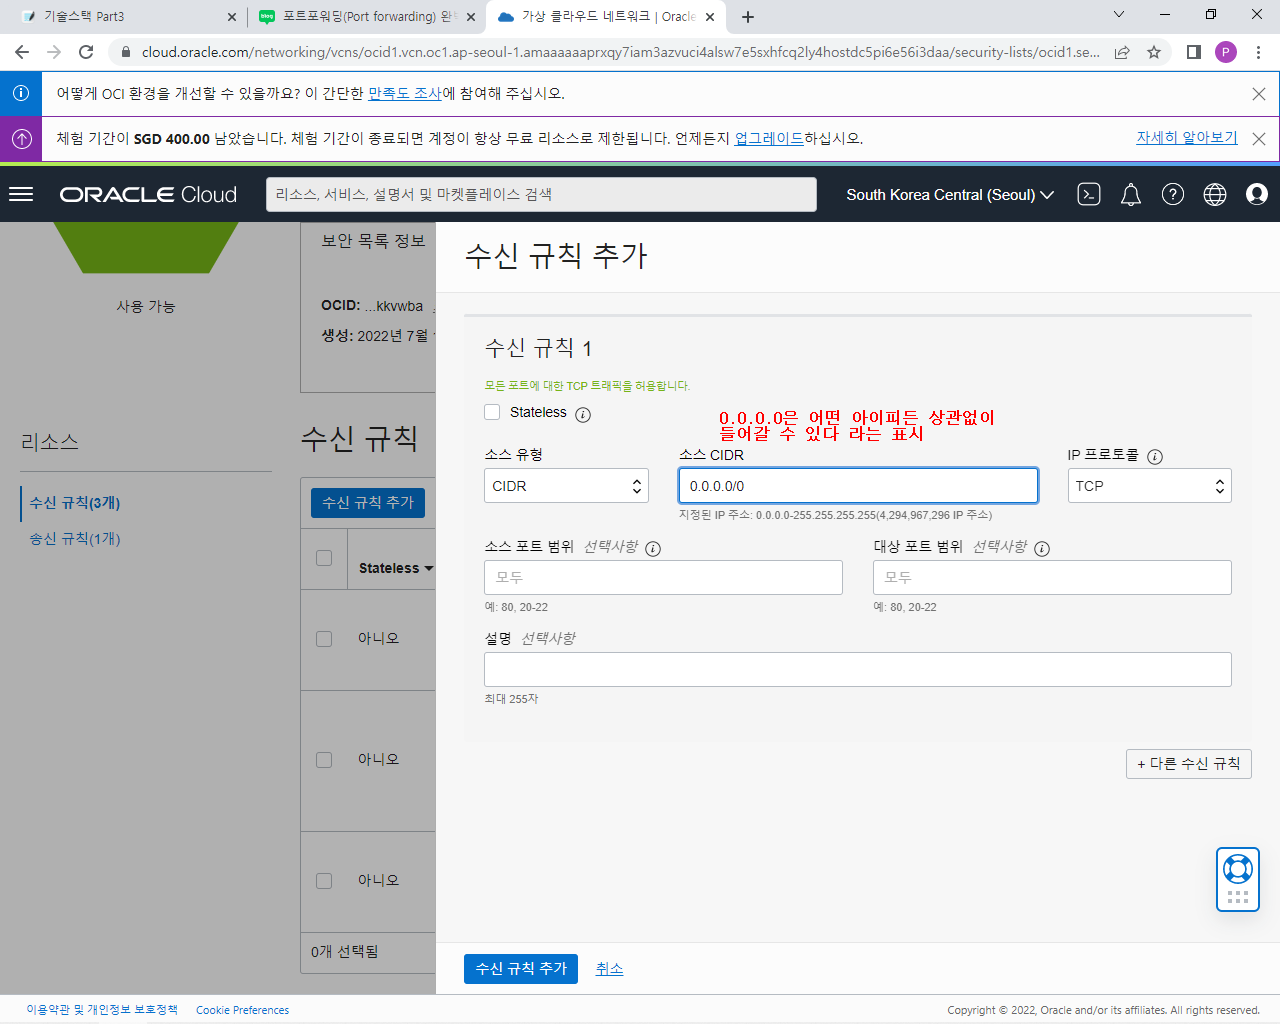 기술스택 Part3
포트포워딩(Port forwarding) 완
가상 클라우드 네트워크 | Oracle
cloud.oracle.com/networking/vcns/ocid1.vcn.oc1.ap-seoul-1.amaaaaaaprxqy7iam3azvuci4alsw7e5sxhfcq2ly4hostdc5pi6e56i3daa/security-lists/ocid1.se...
P
어떻게 OCI 환경을 개선할 수 있을까요? 이 간단한 만족도 조사에 참여해 주십시오.
체험 기간이 SGD 400.00 남았습니다. 체험 기간이 종료되면 계정이 항상 무료 리소스로 제한됩니다. 언제든지 업그레이드하십시오.
자세히 알아보기
ORACLE Cloud
리소스, 서비스, 설명서 및 마켓플레이스 검색
South Korea Central (Seoul)
사용 가능
리소스
수신 규칙(3개)
송신 규칙(1개)
보안 목록 정보
OCID: ...kkvwba
생성: 2022년 7월
수신 규칙
수신 규칙 추가
Stateless
아니오
아니오
아니오
0개 선택됨
수신 규칙 추가
수신 규칙 1
모든 포트에 대한 TCP 트래픽을 허용합니다.
Stateless
0.0.0.0은 어떤 아이피든 상관없이
들어갈 수 있다 라는 표시
소스 유형
소스 CIDR
IP 프로토콜
CIDR
0.0.0.0/0
TCP
지정된 IP 주소: 0.0.0.0-255.255.255.255(4,294,967,296 IP 주소)
소스 포트 범위 선택사항
대상 포트 범위 선택사항
모두
모두
예: 80, 20-22
예: 80, 20-22
설명 선택사항
최대 255자
+ 다른 수신 규칙
수신 규칙 추가
취소
이용약관 및 개인정보 보호정책
Cookie Preferences
Copyright © 2022, Oracle and/or its affiliates. All rights reserved.